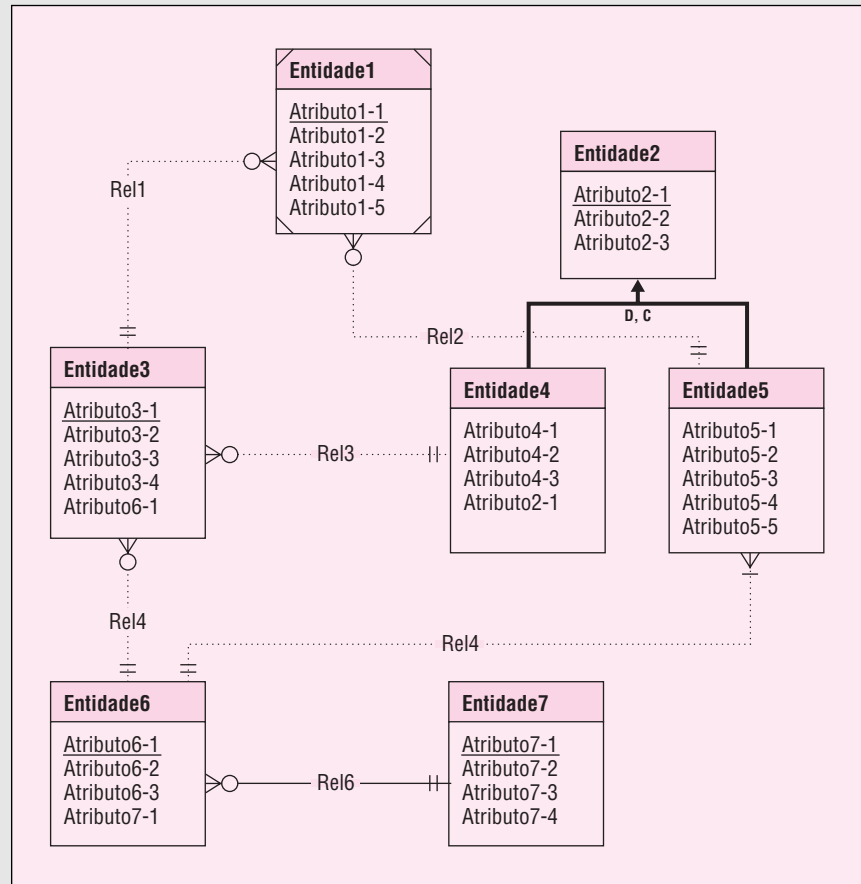 Entidade1
Atributo1-1
Atributo1-2
Atributo1-3
Atributo1-4
Atributo1-5
Entidade2
Atributo2-1
Atributo2-2
Atributo2-3
Rel1
D, C
Rel2
Entidade3
Atributo3-1
Atributo3-2
Atributo3-3
Atributo3-4
Atributo6-1
Rel3
Entidade4
Atributo4-1
Atributo4-2
Atributo4-3
Atributo2-1
Entidade5
Atributo5-1
Atributo5-2
Atributo5-3
Atributo5-4
Atributo5-5
Rel4
Rel4
Entidade6
Atributo6-1
Atributo6-2
Atributo6-3
Atributo7-1
Rel6
Entidade7
Atributo7-1
Atributo7-2
Atributo7-3
Atributo7-4